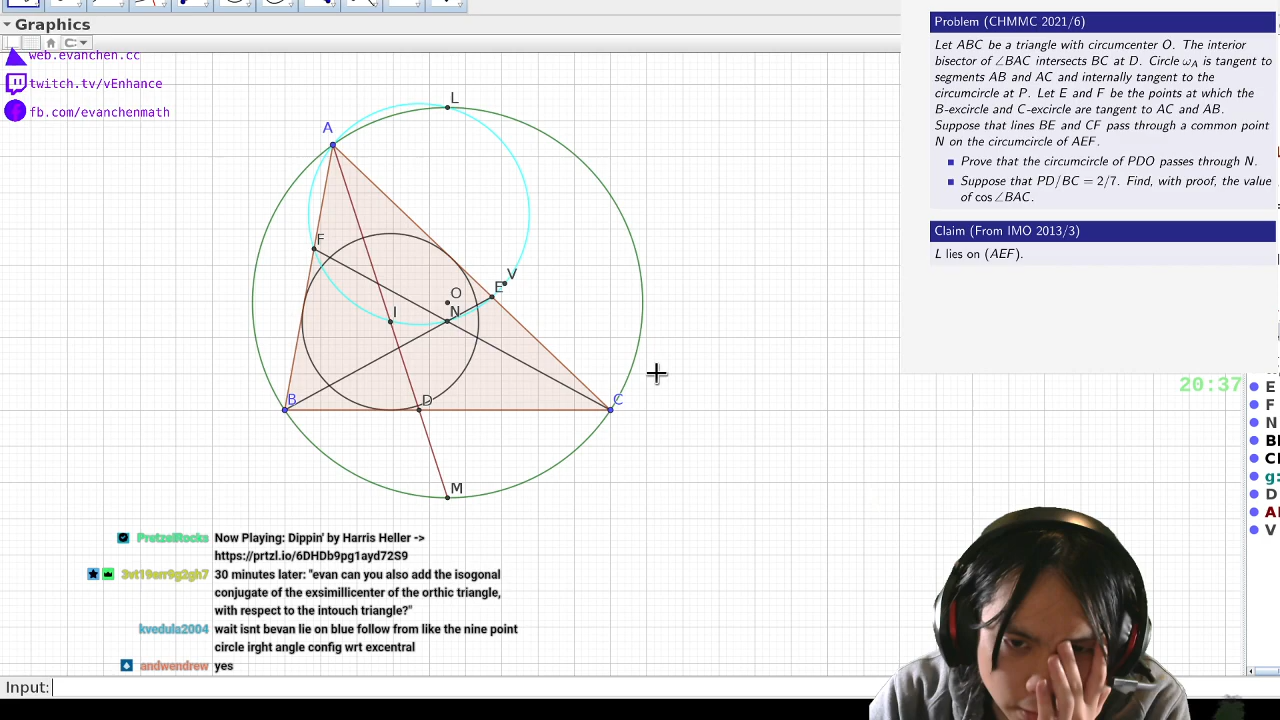 Graphics
web.evanchen.cc
twitch.tv/vEnhance
fb.com/evanchenmath
L
A
F
V
E
O
I
N
B
D
C
M
Problem (CHMMC 2021/6)
Let ABC be a triangle with circumcenter O. The interior
bisector of ∠BAC intersects BC at D. Circle ω_A is tangent to
segments AB and AC and internally tangent to the
circumcircle at P. Let E and F be the points at which the
B-excircle and C-excircle are tangent to AC and AB.
Suppose that lines BE and CF pass through a common point
N on the circumcircle of AEF.
Prove that the circumcircle of PDO passes through N.
Suppose that PD/BC = 2/7. Find, with proof, the value
of cos ∠BAC.
Claim (From IMO 2013/3)
L lies on (AEF).
20:37
E
F
N
D
V
PretzelRocks Now Playing: Dippin' by Harris Heller ->
https://prtzl.io/6DHDb9pg1ayd72S9
3vt19arr9g2gh7 30 minutes later: "evan can you also add the isogonal
conjugate of the exsimillicenter of the orthic triangle,
with respect to the intouch triangle?"
kvedula2004 wait isnt bevan lie on blue follow from like the nine point
circle irght angle config wrt excentral
andwendrew yes
Input: